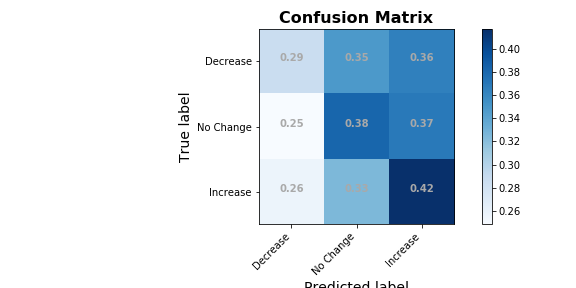 Confusion Matrix
True label
Decrease 0.29 0.35 0.36
No Change 0.25 0.38 0.37
Increase 0.26 0.42
Decrease No Change Increase
Predicted label
0.40
0.38
0.36
0.34
0.32
0.30
0.28
0.26